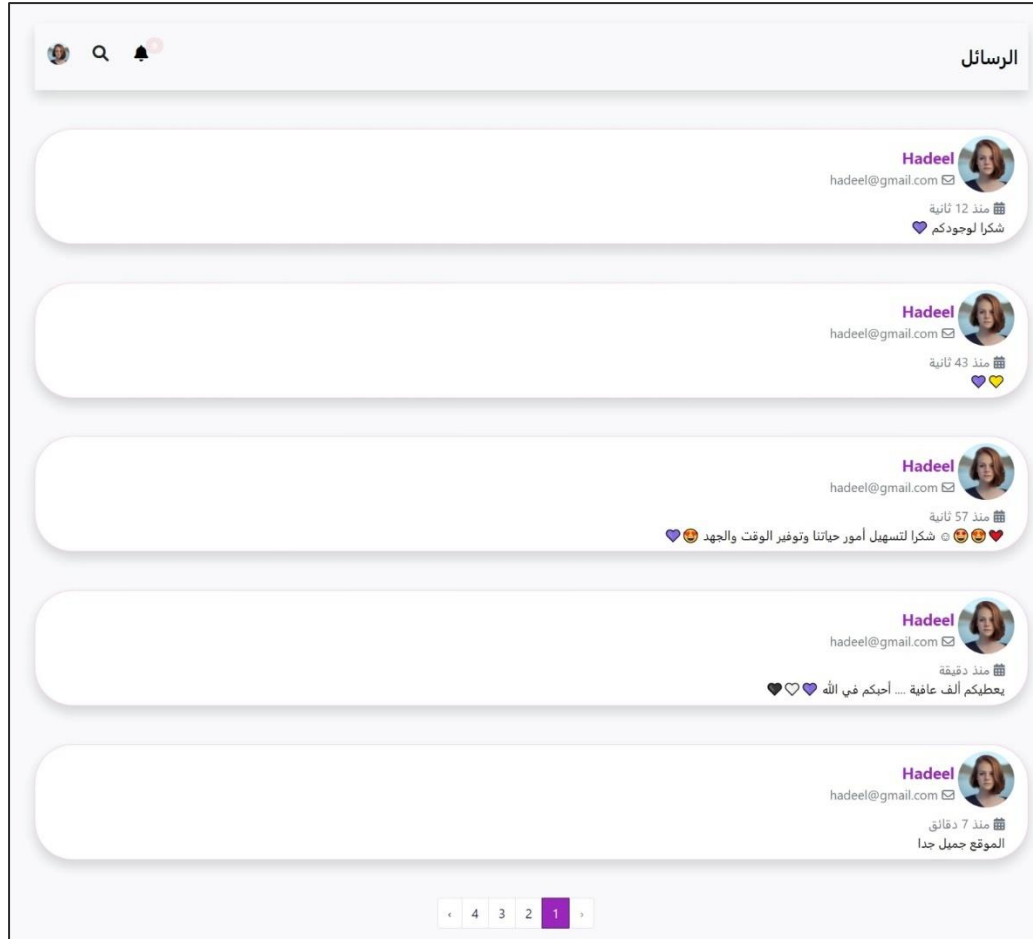 الرسائل
Hadeel
hadeel@gmail.com
منذ 12 ثانية
شكرا لوجودكم 💜
Hadeel
hadeel@gmail.com
منذ 43 ثانية
💛💜
Hadeel
hadeel@gmail.com
منذ 57 ثانية
❤🤩🤩☺ شكرا لتسهيل أمور حياتنا وتوفير الوقت والجهد 🤩💜
Hadeel
hadeel@gmail.com
منذ دقيقة
يعطيكم ألف عافية .... أحبكم في الله 💜🤍🖤
Hadeel
hadeel@gmail.com
منذ 7 دقائق
الموقع جميل جدا
‹ 1 2 3 4 ›